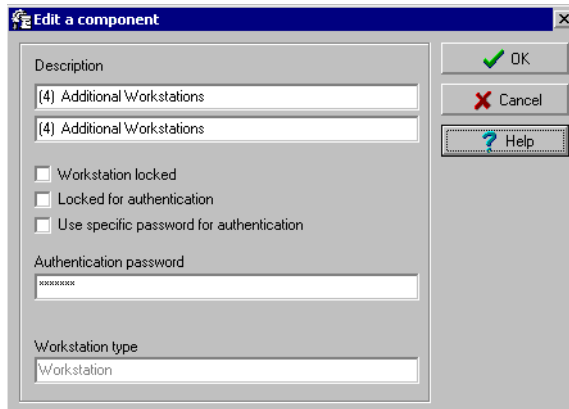 Edit a component
Description
(4) Additional Workstations
(4) Additional Workstations
Workstation locked
Locked for authentication
Use specific password for authentication
Authentication password
xxxxxxx
Workstation type
Workstation
OK
Cancel
Help